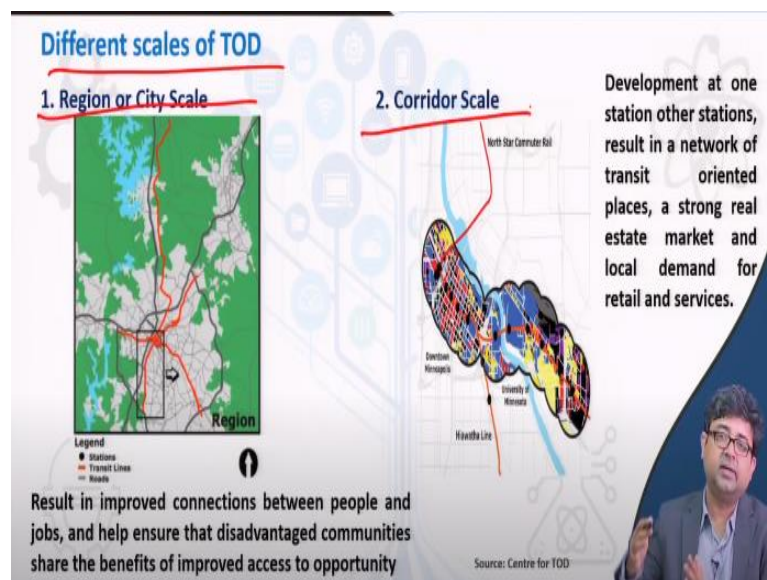 Different scales of TOD
1. Region or City Scale
Region
Legend
Stations
Transit Lines
Roads
Result in improved connections between people and
jobs, and help ensure that disadvantaged communities
share the benefits of improved access to opportunity
2. Corridor Scale
North Star Commuter Rail
Downtown
Minneapolis
University of
Minnesota
Hiawatha Line
Source: Centre for TOD
Development at one
station other stations,
result in a network of
transit oriented
places, a strong real
estate market and
local demand for
retail and services.